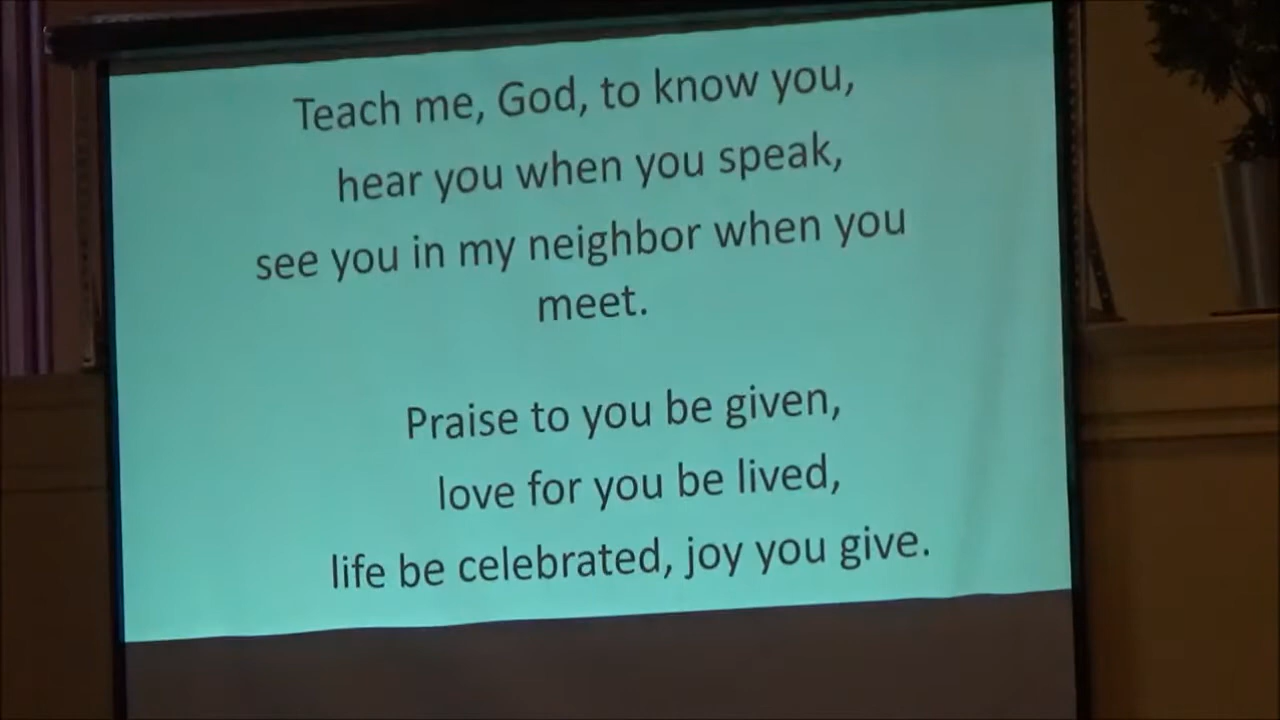 Teach me, God, to know you,
hear you when you speak,
see you in my neighbor when you
meet.
Praise to you be given,
love for you be lived,
life be celebrated, joy you give.